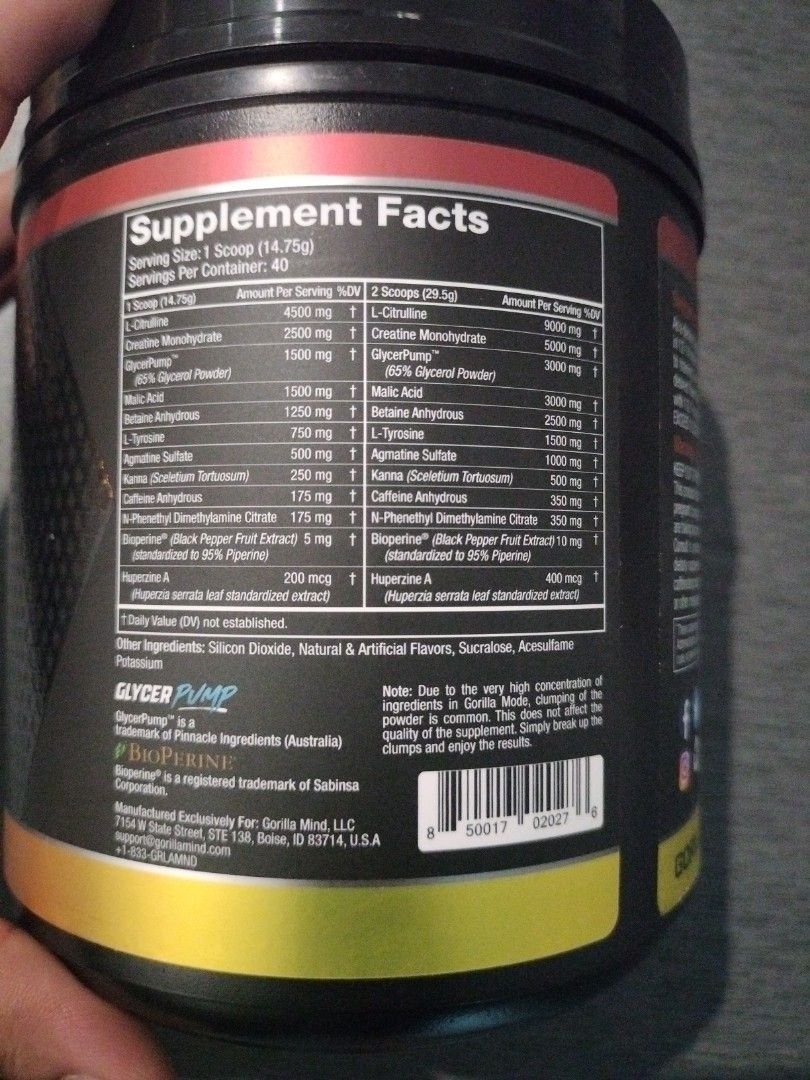 Supplement Facts
Serving Size: 1 Scoop (14.75g)
Servings Per Container: 40
1 Scoop (14.75g) Amount Per Serving %DV
L-Citrulline 4500 mg †
Creatine Monohydrate 2500 mg †
GlycerPump™ 1500 mg †
(65% Glycerol Powder)
Malic Acid 1500 mg †
Betaine Anhydrous 1250 mg †
L-Tyrosine 750 mg †
Agmatine Sulfate 500 mg †
Kanna (Sceletium Tortuosum) 250 mg †
Caffeine Anhydrous 175 mg †
N-Phenethyl Dimethylamine Citrate 175 mg †
Bioperine® (Black Pepper Fruit Extract) 5 mg †
(standardized to 95% Piperine)
Huperzine A 200 mcg †
(Huperzia serrata leaf standardized extract)
2 Scoops (29.5g) Amount Per Serving %DV
L-Citrulline 9000 mg †
Creatine Monohydrate 5000 mg †
GlycerPump™ 3000 mg †
(65% Glycerol Powder)
Malic Acid 3000 mg †
Betaine Anhydrous 2500 mg †
L-Tyrosine 1500 mg †
Agmatine Sulfate 1000 mg †
Kanna (Sceletium Tortuosum) 500 mg †
Caffeine Anhydrous 350 mg †
N-Phenethyl Dimethylamine Citrate 350 mg †
Bioperine® (Black Pepper Fruit Extract) 10 mg †
(standardized to 95% Piperine)
Huperzine A 400 mcg †
(Huperzia serrata leaf standardized extract)
† Daily Value (DV) not established.
Other Ingredients: Silicon Dioxide, Natural & Artificial Flavors, Sucralose, Acesulfame
Potassium
GLYCER PUMP
GlycerPump™ is a
trademark of Pinnacle Ingredients (Australia)
BIOPERINE
Bioperine® is a registered trademark of Sabinsa
Corporation.
Manufactured Exclusively For: Gorilla Mind, LLC
7154 W State Street, STE 138, Boise, ID 83714, U.S.A
support@gorillamind.com
+1-833-GRLAMND
Note: Due to the very high concentration of
ingredients in Gorilla Mode, clumping of the
powder is common. This does not affect the
quality of the supplement. Simply break up the
clumps and enjoy the results.
8 50017 02027 6